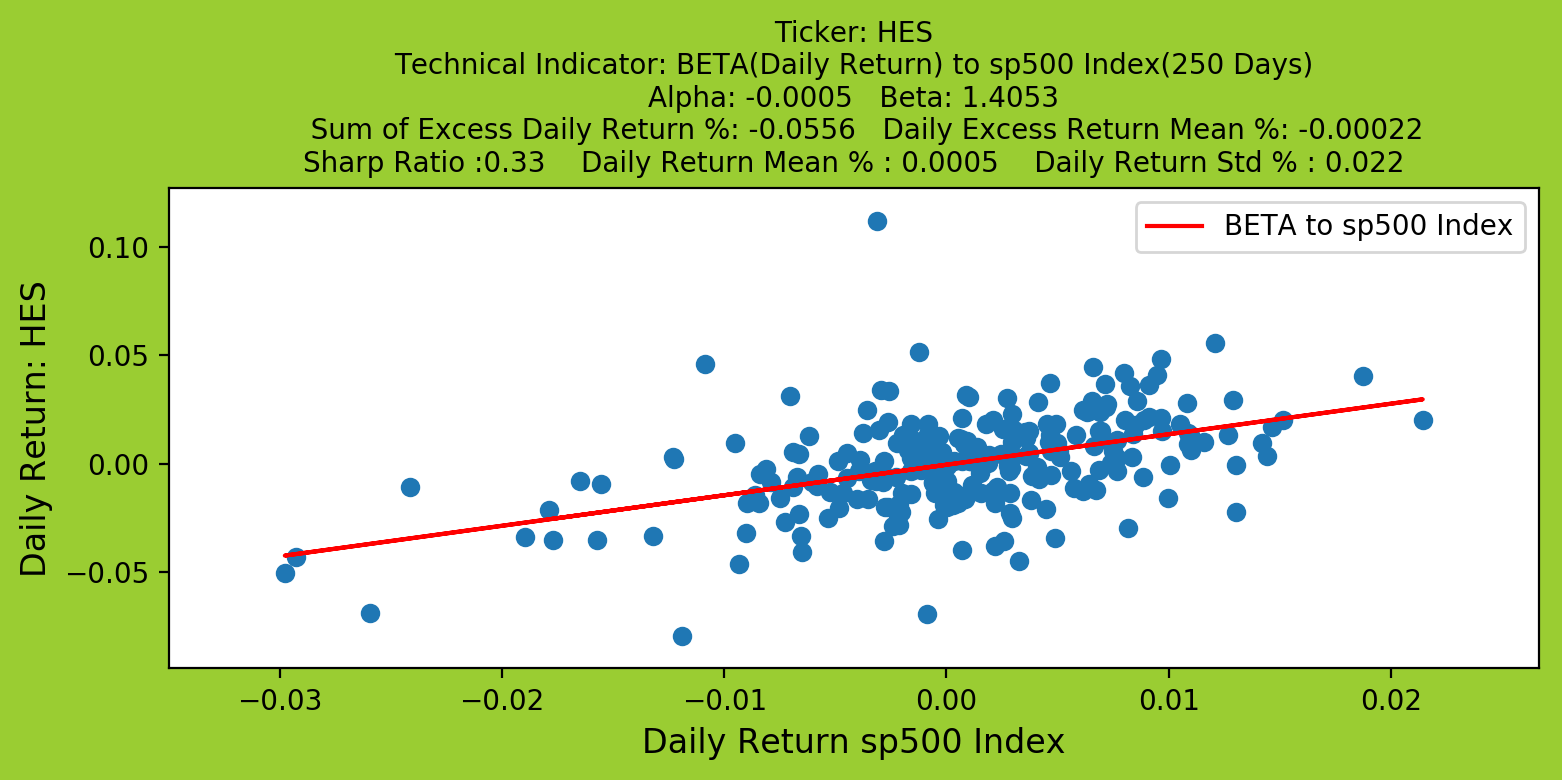 Ticker: HES
Technical Indicator: BETA(Daily Return) to sp500 Index(250 Days)
Alpha: -0.0005   Beta: 1.4053
Sum of Excess Daily Return %: -0.0556   Daily Excess Return Mean %: -0.00022
Sharp Ratio :0.33    Daily Return Mean % : 0.0005    Daily Return Std % : 0.022
BETA to sp500 Index
Daily Return: HES
0.10
0.05
0.00
−0.05
−0.03
−0.02
−0.01
0.00
0.01
0.02
Daily Return sp500 Index